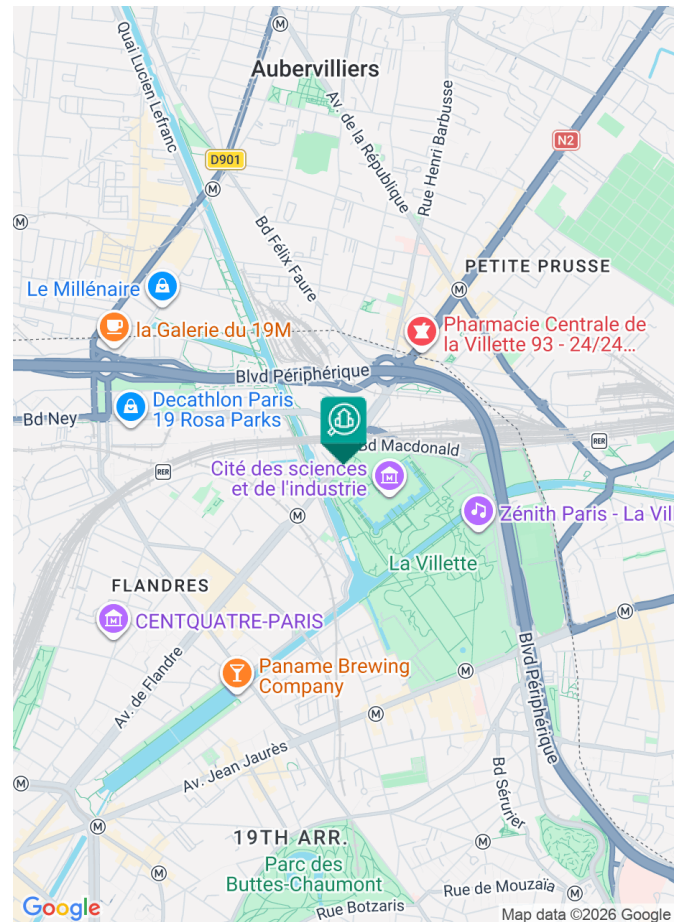 Aubervilliers
Quai Lucien Lefranc
Av. de la République
Rue Henri Barbusse
N2
D901
M
Bd Félix Faure
PETITE PRUSSE
Le Millénaire
la Galerie du 19M
Pharmacie Centrale de
la Villette 93 - 24/24...
Blvd Périphérique
Decathlon Paris
19 Rosa Parks
Bd Ney
Bd Macdonald
RER
RER
Cité des sciences
et de l'industrie
Zénith Paris - La Vil
La Villette
FLANDRES
CENTQUATRE-PARIS
Paname Brewing
Company
Av. de Flandre
Blvd Périphérique
Av. Jean Jaurès
Bd Sérurier
19TH ARR.
Parc des
Buttes-Chaumont
Rue de Mouzaïa
Rue Botzaris
Google
Map data ©2026 Google